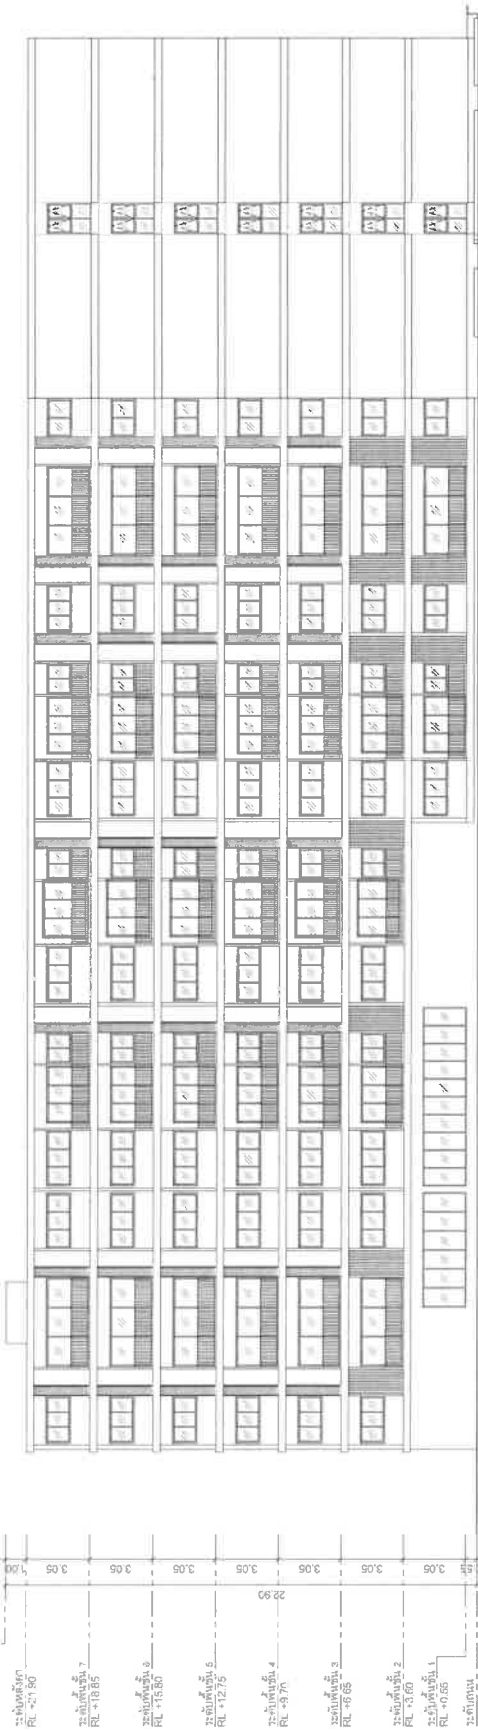 ระดับหลังคา
RL +21.90
ระดับพื้นชั้น 7
RL +18.85
ระดับพื้นชั้น 6
RL +15.80
ระดับพื้นชั้น 5
RL +12.75
ระดับพื้นชั้น 4
RL +9.70
ระดับพื้นชั้น 3
RL +6.65
ระดับพื้นชั้น 2
RL +3.60
ระดับพื้นชั้น 1
RL +0.55
ระดับถนน
3.05
3.05
3.05
3.05
3.05
3.05
3.05
22.90